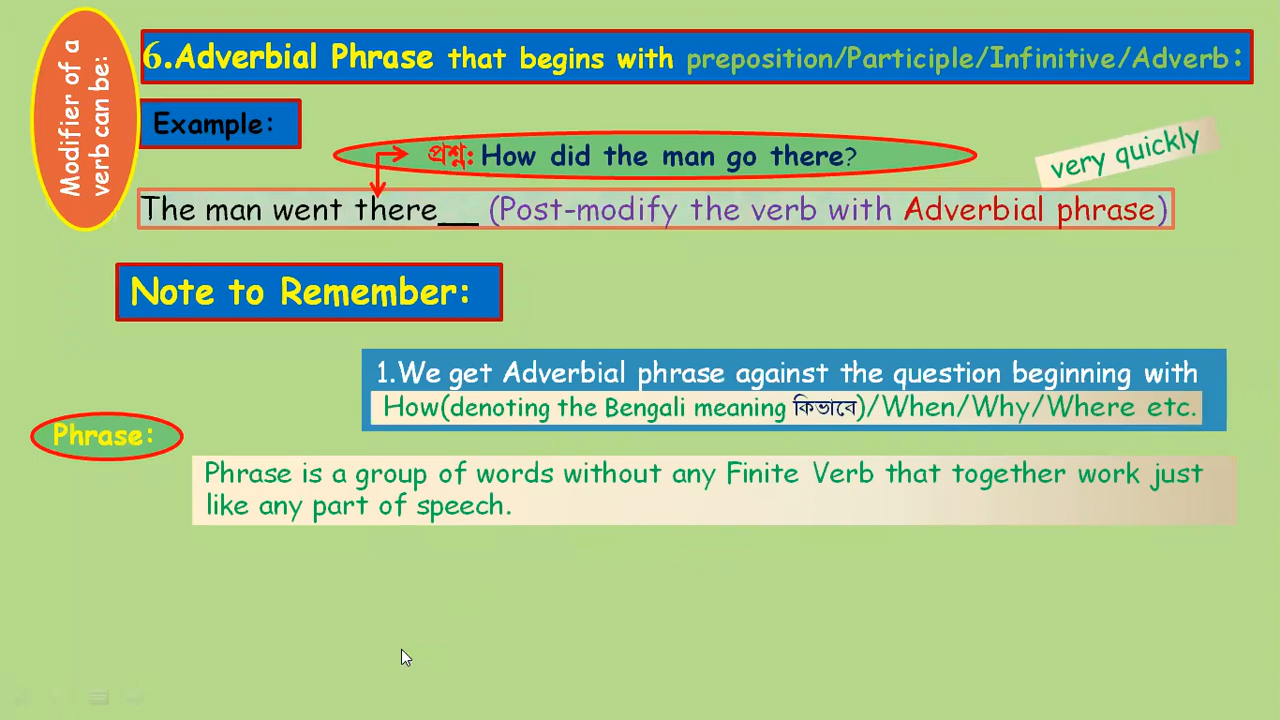 Modifier of a
verb can be:
6.Adverbial Phrase that begins with preposition/Participle/Infinitive/Adverb:
Example:
প্রশ্ন: How did the man go there?
very quickly
The man went there__ (Post-modify the verb with Adverbial phrase)
Note to Remember:
1.We get Adverbial phrase against the question beginning with
How(denoting the Bengali meaning কিভাবে)/When/Why/Where etc.
Phrase:
Phrase is a group of words without any Finite Verb that together work just
like any part of speech.